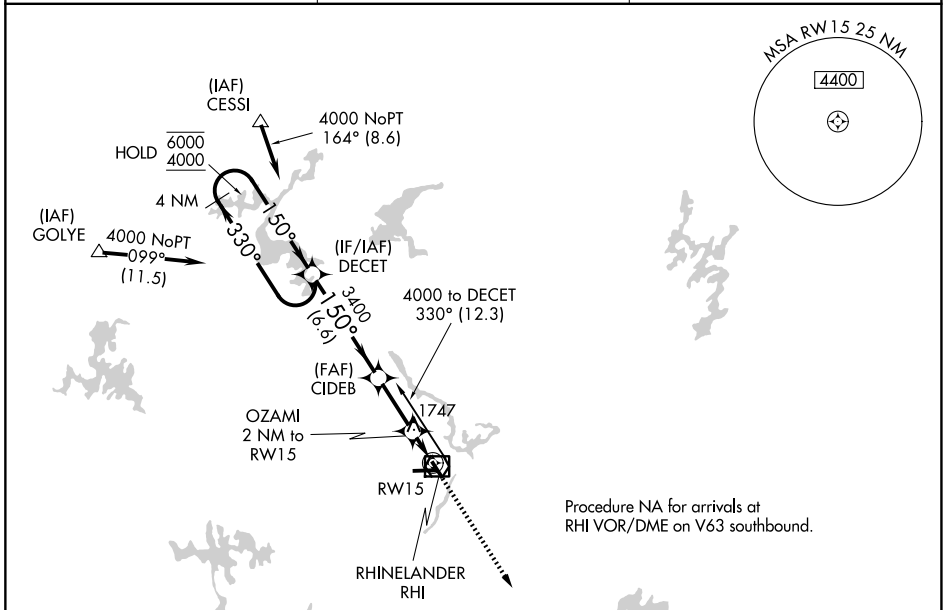 MSA RW15 25 NM
4400
(IAF)
CESSI
4000 NoPT
164° (8.6)
HOLD
6000
4000
4 NM
150°
330°
(IAF)
GOLYE
4000 NoPT
099°
(11.5)
(IF/IAF)
DECET
3400
150°
(6.6)
4000 to DECET
330° (12.3)
(FAF)
CIDEB
1747
OZAMI
2 NM to
RW15
RW15
Procedure NA for arrivals at
RHI VOR/DME on V63 southbound.
RHINELANDER
RHI